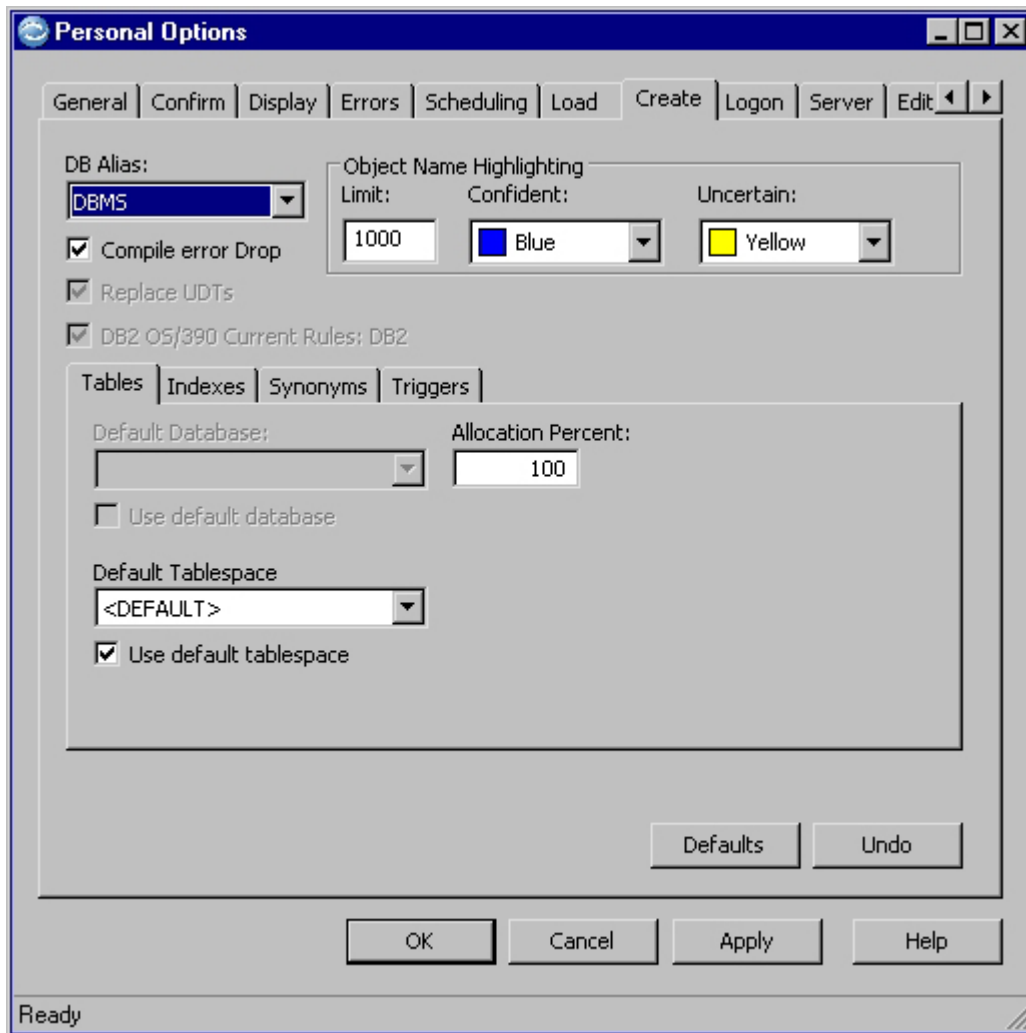 Personal Options
General Confirm Display Errors Scheduling Load Create Logon Server Edit
DB Alias:
DBMS
Compile error Drop
Replace UDTs
DB2 OS/390 Current Rules: DB2
Object Name Highlighting
Limit: Confident: Uncertain:
1000 Blue Yellow
Tables Indexes Synonyms Triggers
Default Database: Allocation Percent:
100
Use default database
Default Tablespace
<DEFAULT>
Use default tablespace
Defaults Undo
OK Cancel Apply Help
Ready